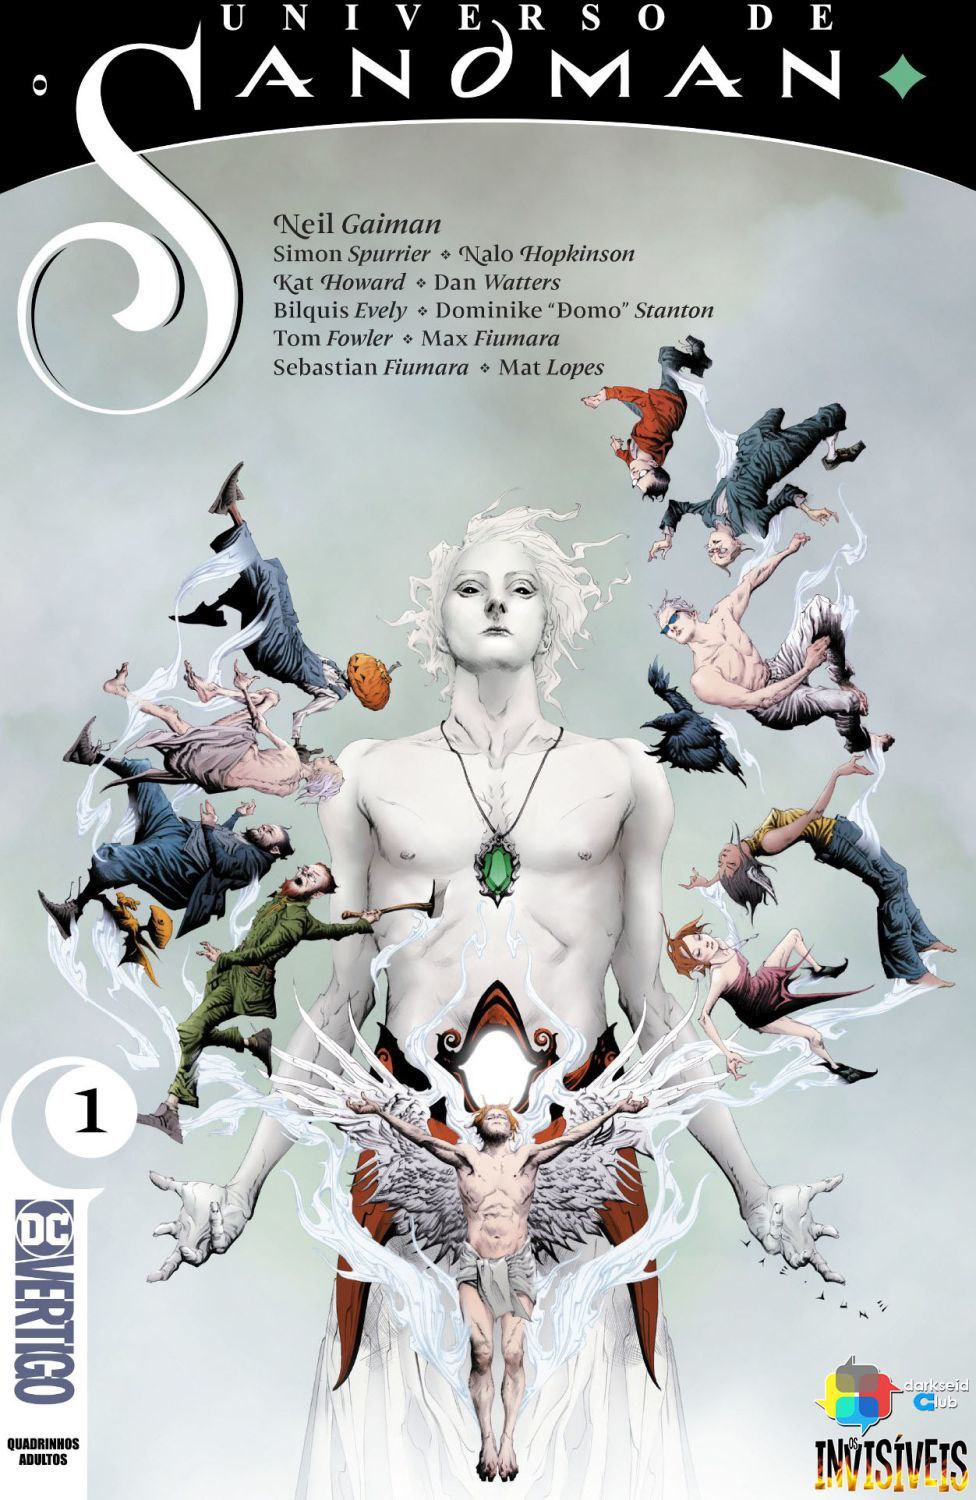 O UNIVERSO DE
SANDMAN
Neil Gaiman
Simon Spurrier ❖ Nalo Hopkinson
Kat Howard ❖ Dan Watters
Bilquis Evely ❖ Dominike “Domo” Stanton
Tom Fowler ❖ Max Fiumara
Sebastian Fiumara ❖ Mat Lopes
1
DC VERTIGO
QUADRINHOS
ADULTOS
darkseid
Club
OS
INVISÍVEIS